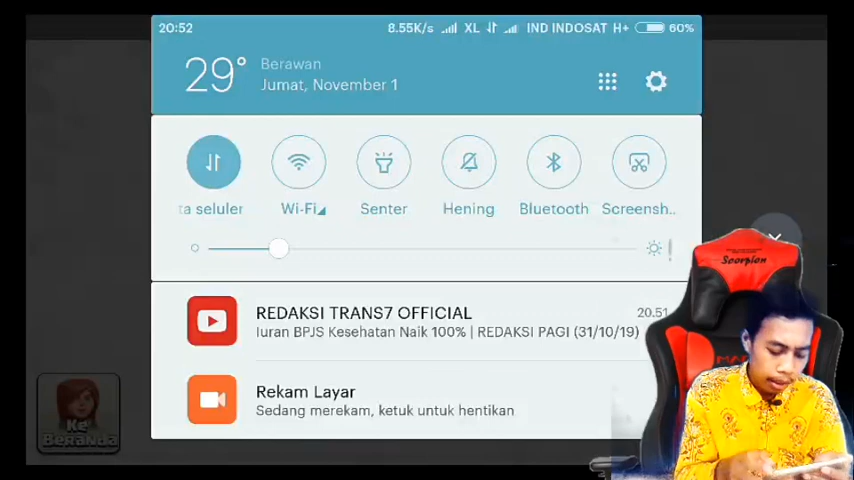 20:52 8.55K/s XL IND INDOSAT H+ 60%
29° Berawan
Jumat, November 1
ta seluler Wi-Fi Senter Hening Bluetooth Screensh..
REDAKSI TRANS7 OFFICIAL 20.51
Iuran BPJS Kesehatan Naik 100% | REDAKSI PAGI (31/10/19)
Rekam Layar
Sedang merekam, ketuk untuk hentikan
Ke
Beranda
Scorpion